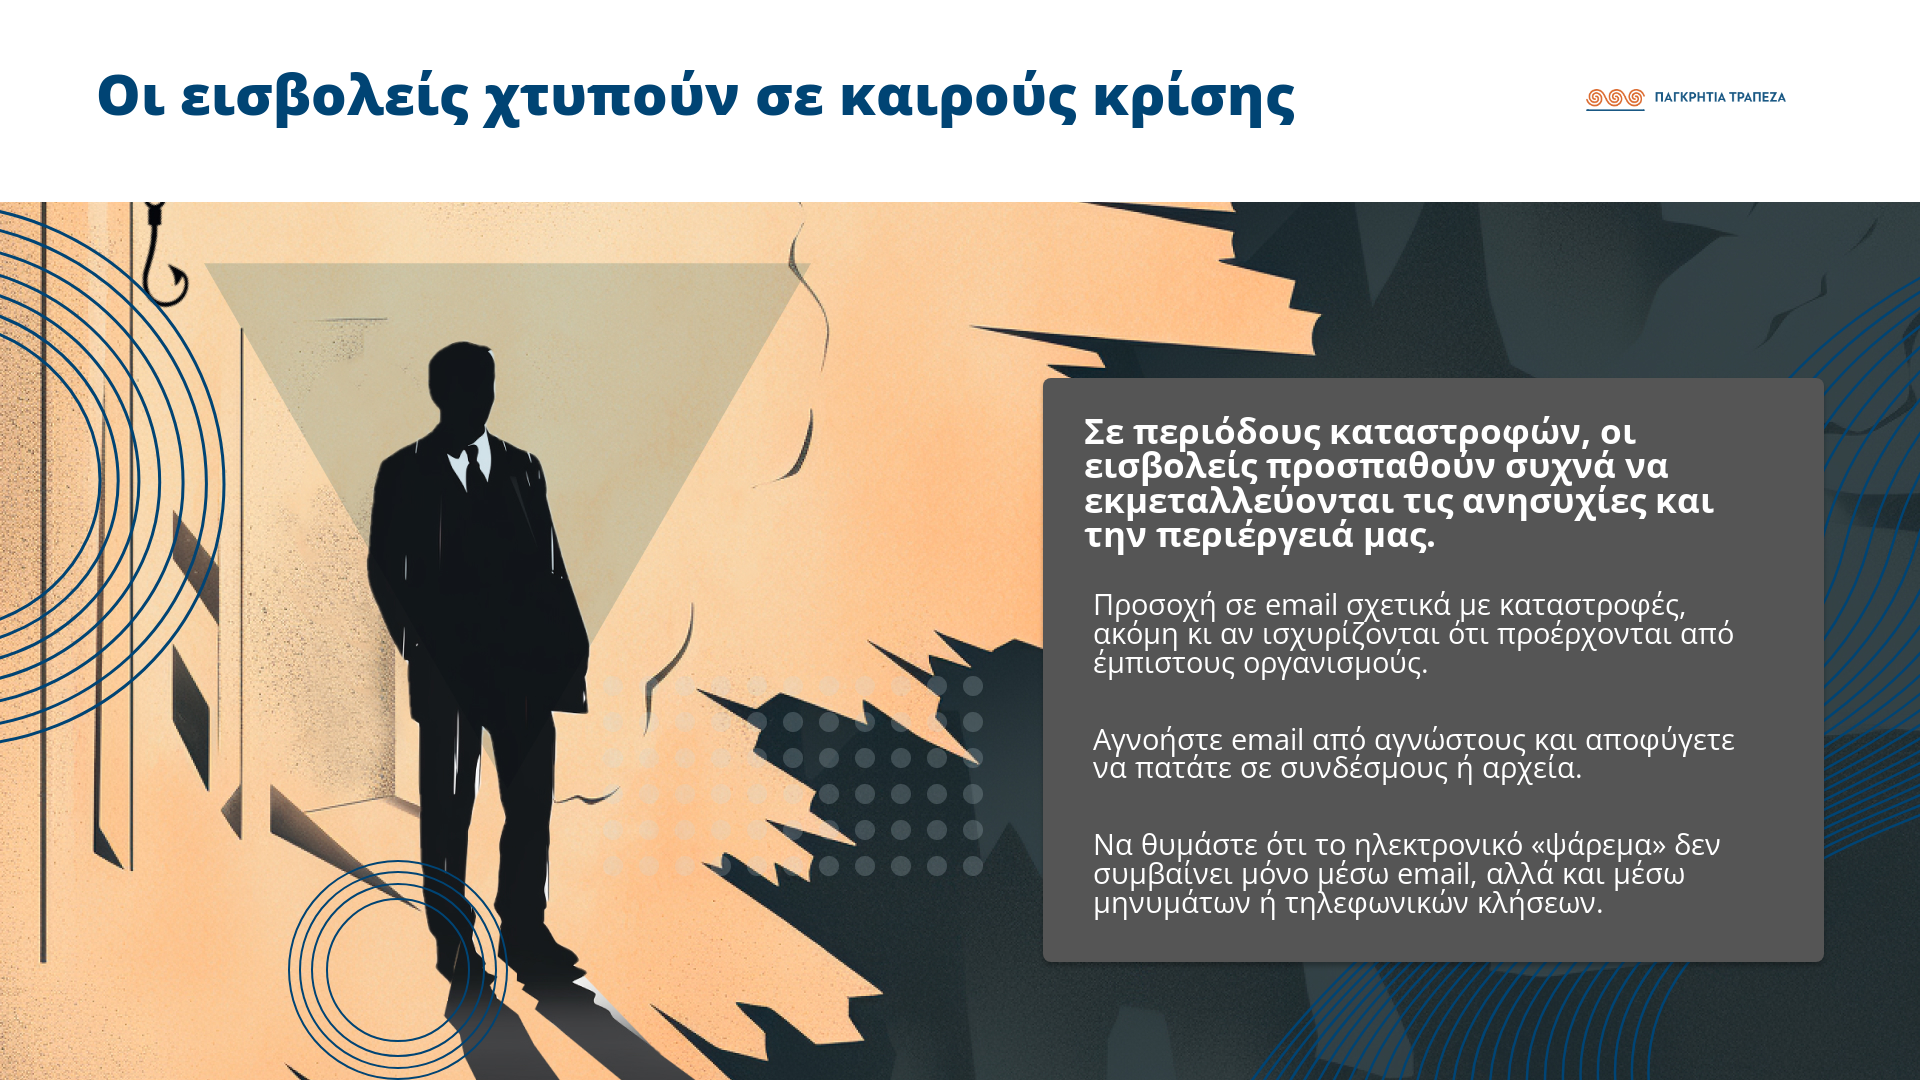 Οι εισβολείς χτυπούν σε καιρούς κρίσης
ΠΑΓΚΡΗΤΙΑ ΤΡΑΠΕΖΑ
Σε περιόδους καταστροφών, οι
εισβολείς προσπαθούν συχνά να
εκμεταλλεύονται τις ανησυχίες και
την περιέργειά μας.
Προσοχή σε email σχετικά με καταστροφές,
ακόμη κι αν ισχυρίζονται ότι προέρχονται από
έμπιστους οργανισμούς.
Αγνοήστε email από αγνώστους και αποφύγετε
να πατάτε σε συνδέσμους ή αρχεία.
Να θυμάστε ότι το ηλεκτρονικό «ψάρεμα» δεν
συμβαίνει μόνο μέσω email, αλλά και μέσω
μηνυμάτων ή τηλεφωνικών κλήσεων.